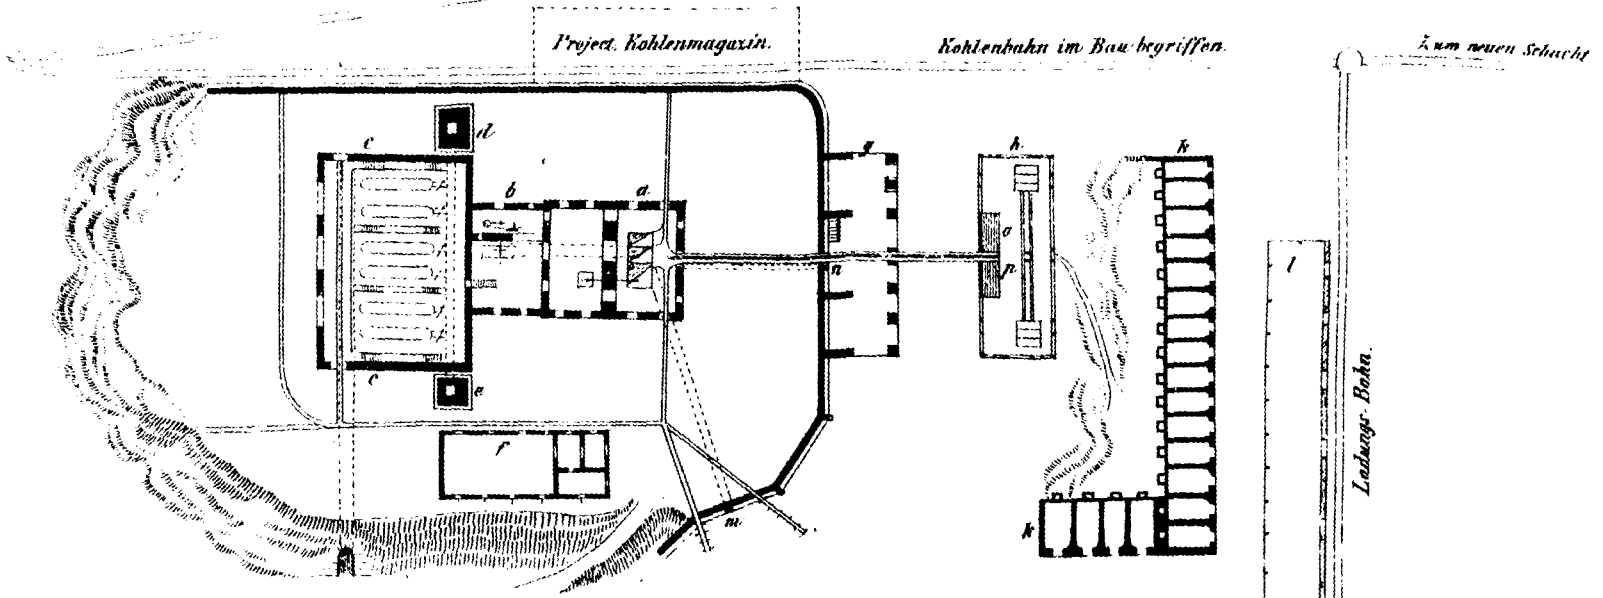 Project. Kohlenmagazin.
Kohlenbahn im Bau begriffen.
Zum neuen Schacht
d
c
g
h
k
b
a
o
n
p
l
c
e
Ladungs-Bahn.
f
m
k